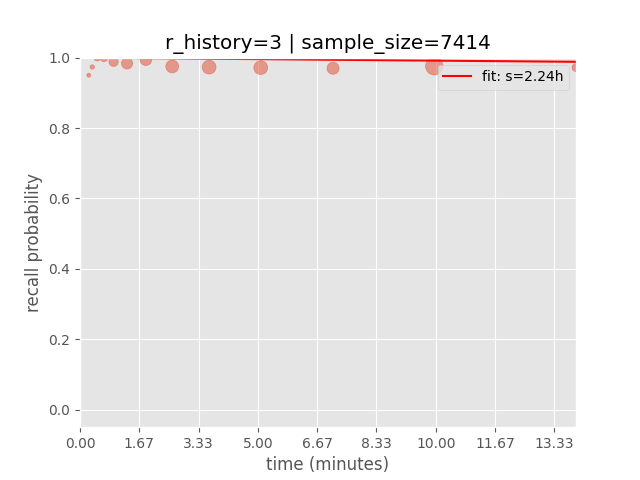 r_history=3 | sample_size=7414
fit: s=2.24h
recall probability
1.0
0.8
0.6
0.4
0.2
0.0
0.00 1.67 3.33 5.00 6.67 8.33 10.00 11.67 13.33
time (minutes)